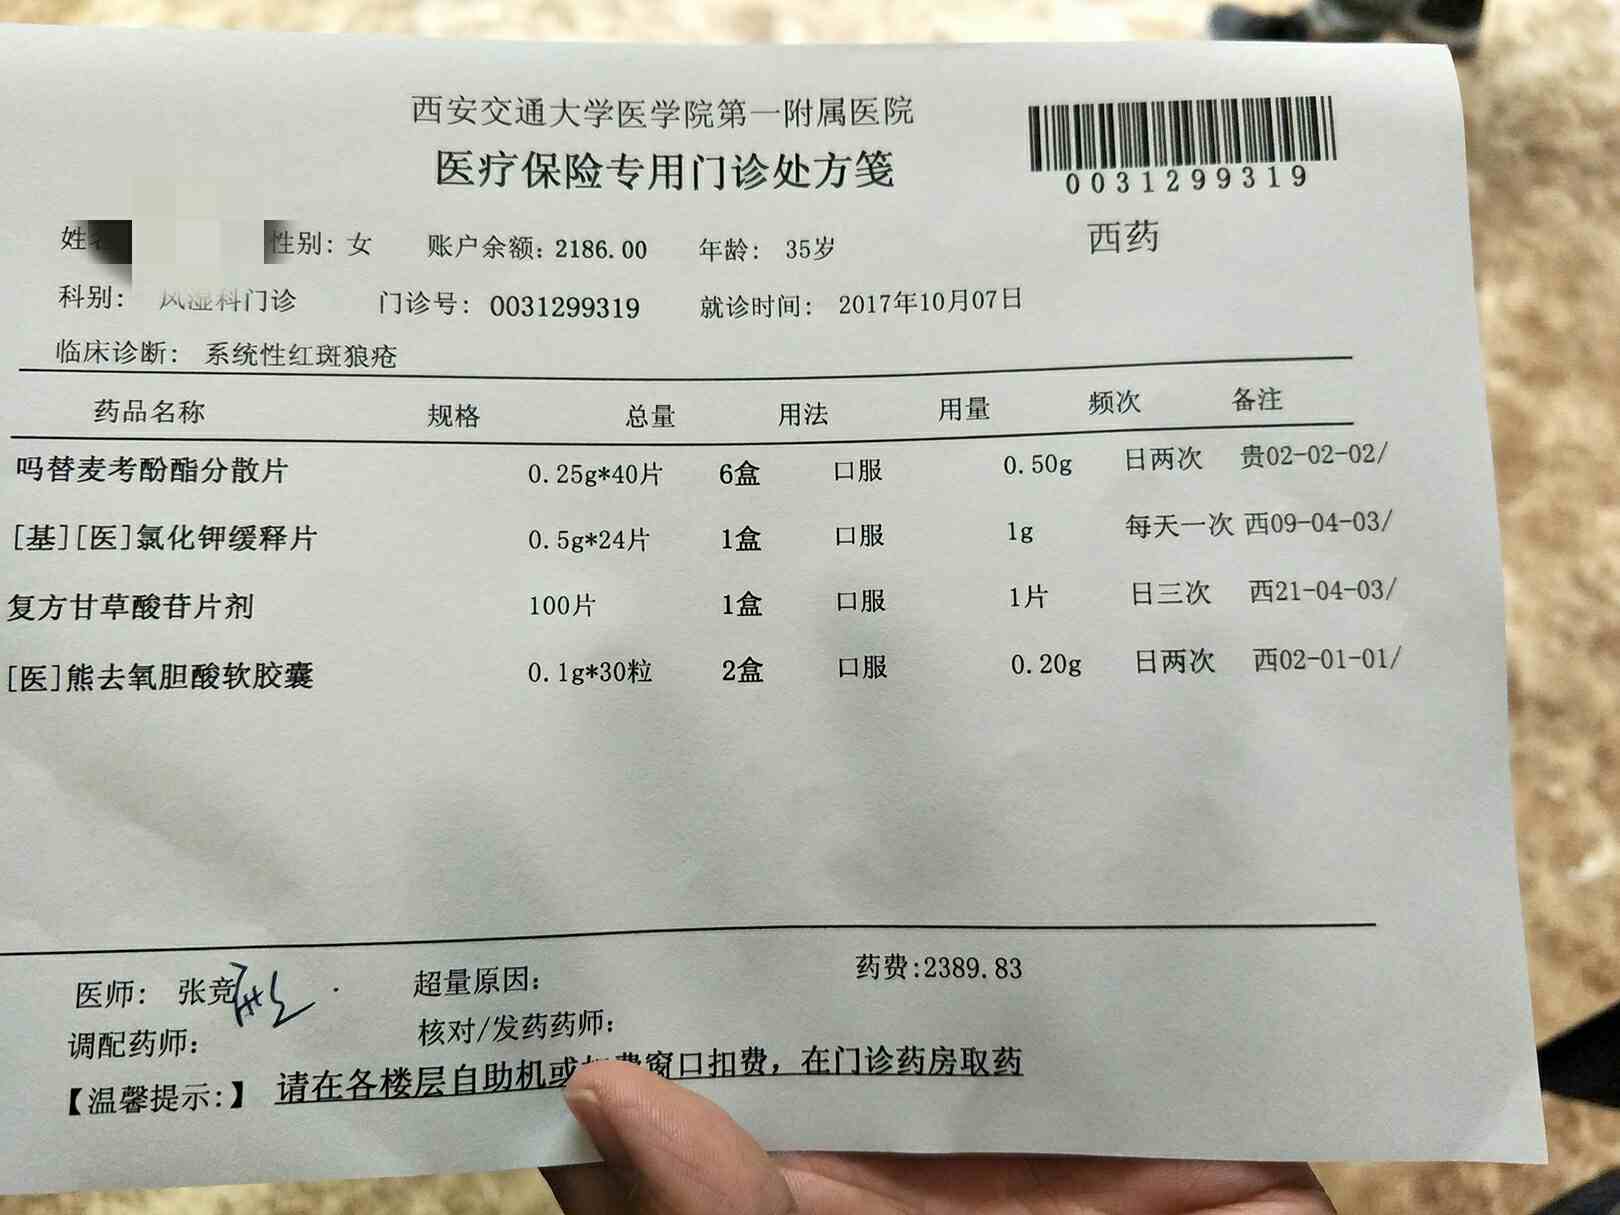 西安交通大学医学院第一附属医院
医疗保险专用门诊处方笺
0031299319
西药
姓 性别: 女 账户余额: 2186.00 年龄: 35岁
科别: 风湿科门诊 门诊号: 0031299319 就诊时间: 2017年10月07日
临床诊断: 系统性红斑狼疮
药品名称 规格 总量 用法 用量 频次 备注
吗替麦考酚酯分散片 0.25g*40片 6盒 口服 0.50g 日两次 贵02-02-02/
[基][医]氯化钾缓释片 0.5g*24片 1盒 口服 1g 每天一次 西09-04-03/
复方甘草酸苷片剂 100片 1盒 口服 1片 日三次 西21-04-03/
[医]熊去氧胆酸软胶囊 0.1g*30粒 2盒 口服 0.20g 日两次 西02-01-01/
医师: 张竞 超量原因: 药费:2389.83
调配药师: 核对/发药药师:
【温馨提示:】 请在各楼层自助机或 费窗口扣费，在门诊药房取药